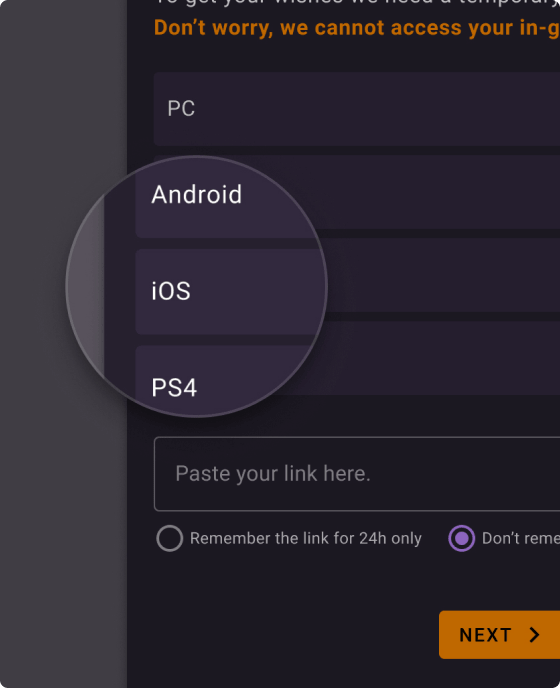 To get your wishes we need a temporary
Don’t worry, we cannot access your in-g
PC
Android
iOS
PS4
Paste your link here.
Remember the link for 24h only
Don’t reme
NEXT